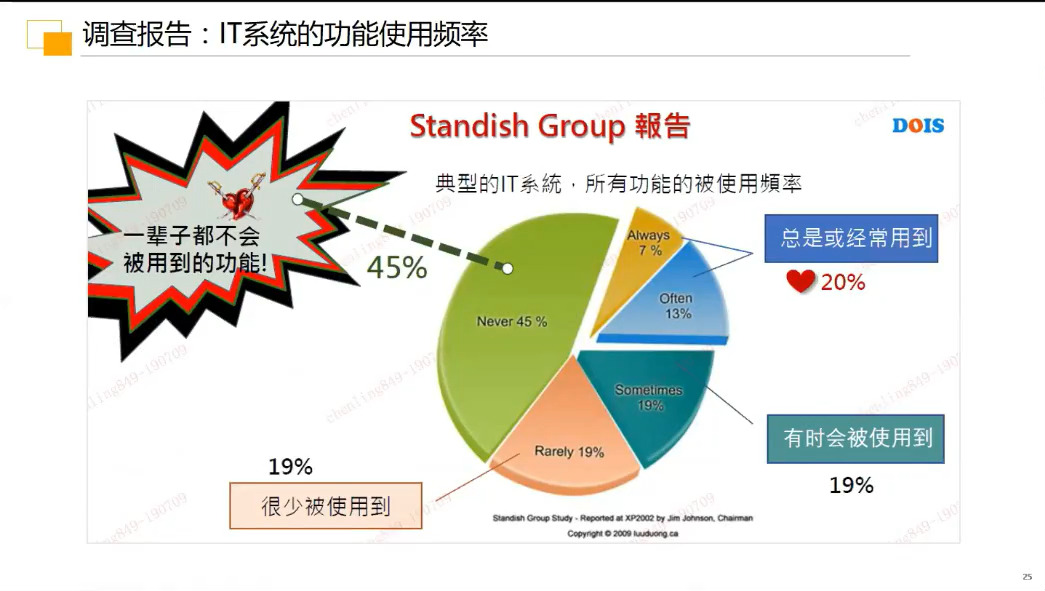 调查报告：IT系统的功能使用频率
Standish Group 報告
DOIS
典型的IT系統，所有功能的被使用頻率
一辈子都不会
被用到的功能!
45%
Always
7 %
总是或经常用到
20%
Often
13%
Never 45 %
Sometimes
19%
有时会被使用到
19%
Rarely 19%
19%
很少被使用到
Standish Group Study - Reported at XP2002 by Jim Johnson, Chairman
Copyright © 2009 luuduong.ca
chenling849-190709
25